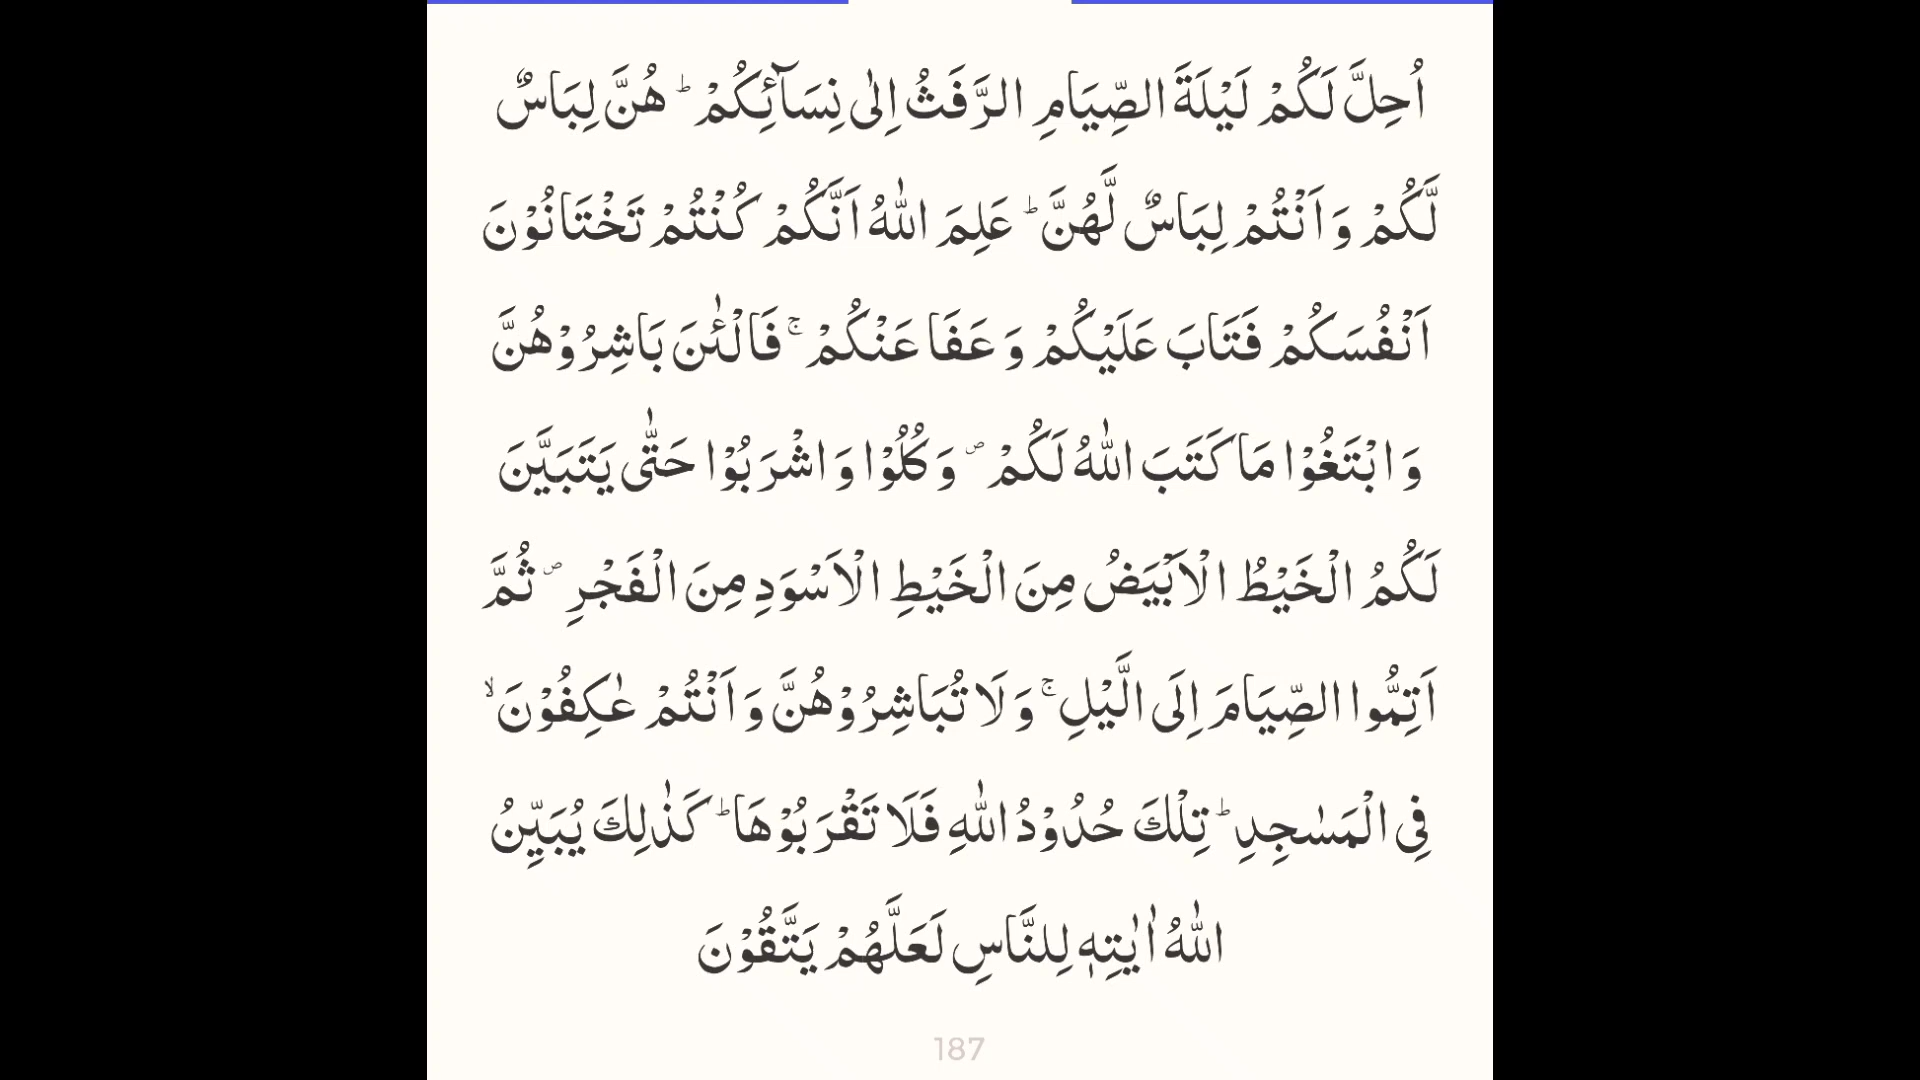 اُحِلَّ لَكُمْ لَيْلَةَ الصِّيَامِ الرَّفَثُ اِلٰى نِسَآئِكُمْ ؕ هُنَّ لِبَاسٌ
لَّكُمْ وَ اَنْتُمْ لِبَاسٌ لَّهُنَّ ؕ عَلِمَ اللّٰهُ اَنَّكُمْ كُنْتُمْ تَخْتَانُوْنَ
اَنْفُسَكُمْ فَتَابَ عَلَيْكُمْ وَ عَفَا عَنْكُمْ ۚ فَالْـٰٔنَ بَاشِرُوْهُنَّ
وَ ابْتَغُوْا مَا كَتَبَ اللّٰهُ لَكُمْ ۪ وَ كُلُوْا وَ اشْرَبُوْا حَتّٰى يَتَبَيَّنَ
لَكُمُ الْخَيْطُ الْاَبْيَضُ مِنَ الْخَيْطِ الْاَسْوَدِ مِنَ الْفَجْرِ ۪ ثُمَّ
اَتِمُّوا الصِّيَامَ اِلَى الَّيْلِ ۚ وَ لَا تُبَاشِرُوْهُنَّ وَ اَنْتُمْ عٰكِفُوْنَ ۙ
فِى الْمَسٰجِدِ ؕ تِلْكَ حُدُوْدُ اللّٰهِ فَلَا تَقْرَبُوْهَا ؕ كَذٰلِكَ يُبَيِّنُ
اللّٰهُ اٰيٰتِهٖ لِلنَّاسِ لَعَلَّهُمْ يَتَّقُوْنَ
187